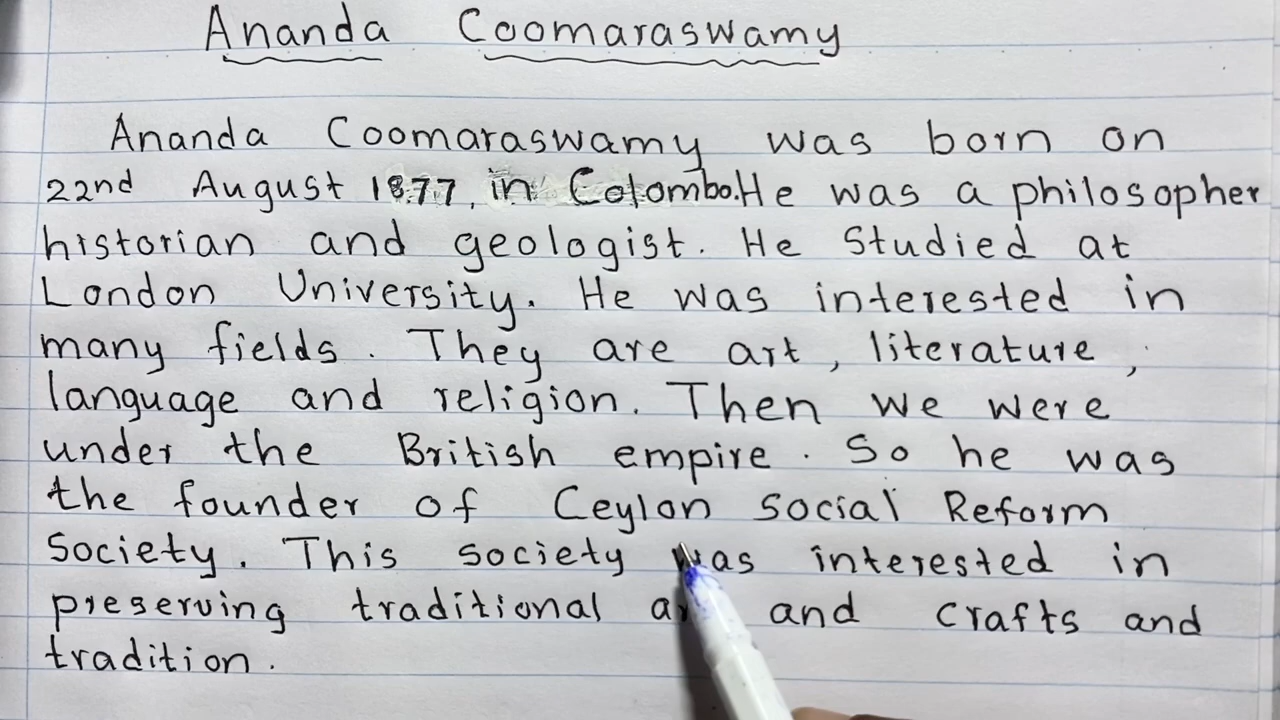 Ananda Coomaraswamy
Ananda Coomaraswamy was born on
22nd August 1877, in Colombo.He was a philosopher
historian and geologist. He studied at
London University. He was interested in
many fields. They are art, literature,
language and religion. Then we were
under the British empire. So he was
the founder of Ceylon Social Reform
Society. This society was interested in
preserving traditional and crafts and
tradition.